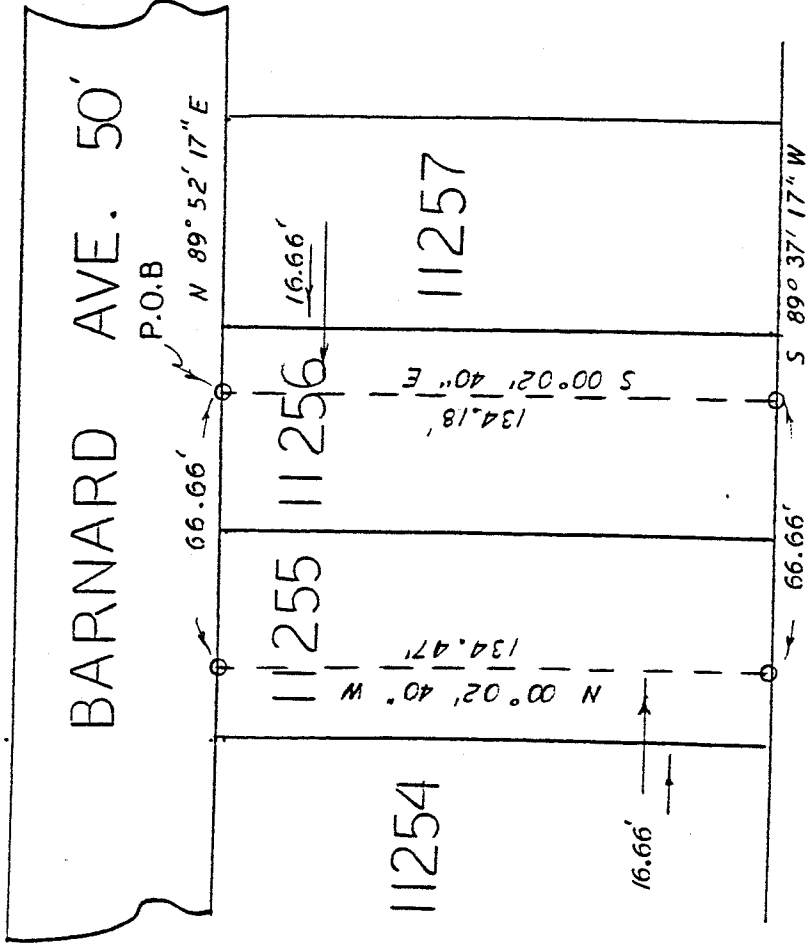 BARNARD AVE. 50'
P.O.B
N 89° 52' 17" E
66.66'
16.66'
11254
11255
11256
11257
N 00° 02' 40" W
134.47'
134.18'
S 00° 02' 40" E
16.66'
66.66'
S 89° 37' 17" W